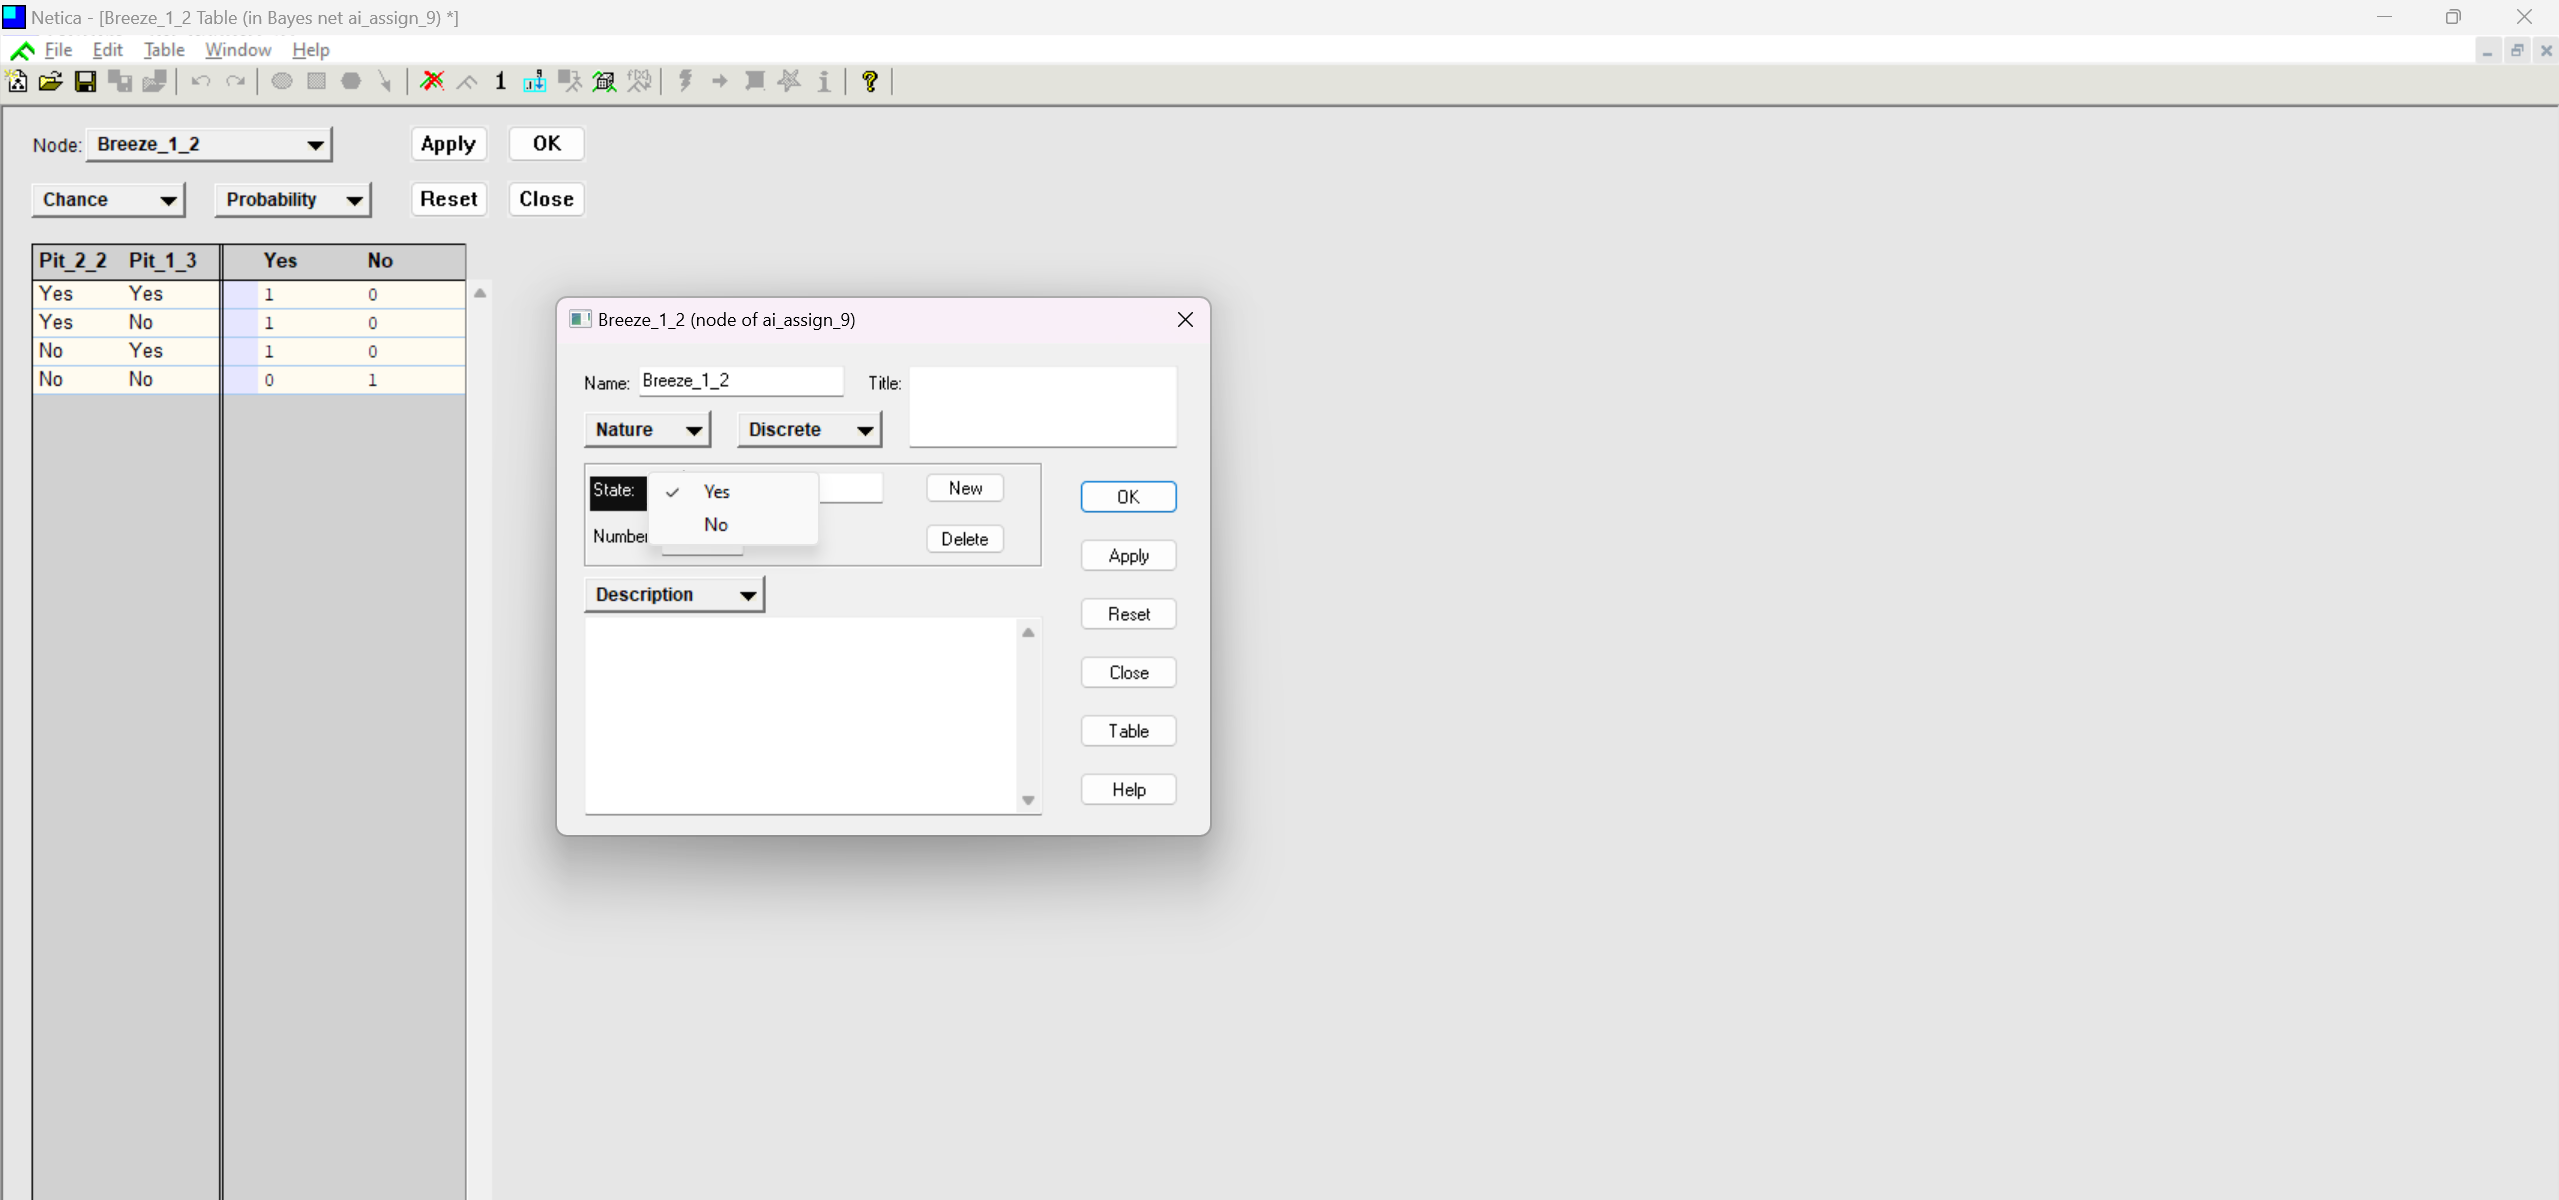 Netica - [Breeze_1_2 Table (in Bayes net ai_assign_9) *]
File Edit Table Window Help
1 f(x) i ?
Node: Breeze_1_2 Apply OK
Chance Probability Reset Close
Pit_2_2 Pit_1_3 Yes No
Yes Yes 1 0
Yes No 1 0
No Yes 1 0
No No 0 1
Breeze_1_2 (node of ai_assign_9)
Name: Breeze_1_2 Title:
Nature Discrete
State: Yes New
No
Number Delete
Description
OK
Apply
Reset
Close
Table
Help